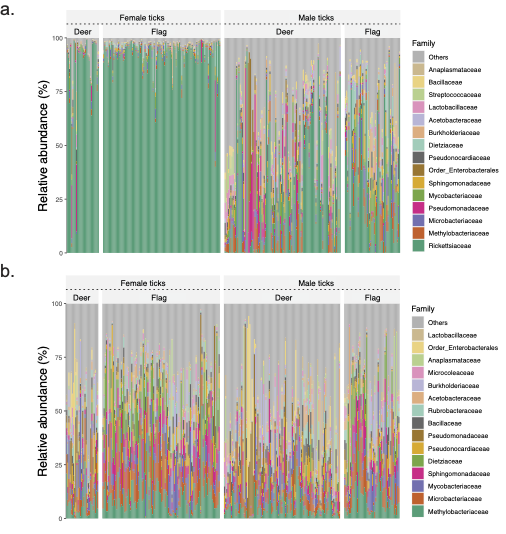 a.
Female ticks
Male ticks
Deer
Flag
Deer
Flag
Relative abundance (%)
100
75
50
25
0
Family
Others
Anaplasmataceae
Bacillaceae
Streptococcaceae
Lactobacillaceae
Acetobacteraceae
Burkholderiaceae
Dietziaceae
Pseudonocardiaceae
Order_Enterobacterales
Sphingomonadaceae
Mycobacteriaceae
Pseudomonadaceae
Microbacteriaceae
Methylobacteriaceae
Rickettsiaceae
b.
Female ticks
Male ticks
Deer
Flag
Deer
Flag
Relative abundance (%)
100
75
50
25
0
Family
Others
Lactobacillaceae
Order_Enterobacterales
Anaplasmataceae
Microcoleaceae
Burkholderiaceae
Acetobacteraceae
Rubrobacteraceae
Bacillaceae
Pseudomonadaceae
Pseudonocardiaceae
Dietziaceae
Sphingomonadaceae
Mycobacteriaceae
Microbacteriaceae
Methylobacteriaceae